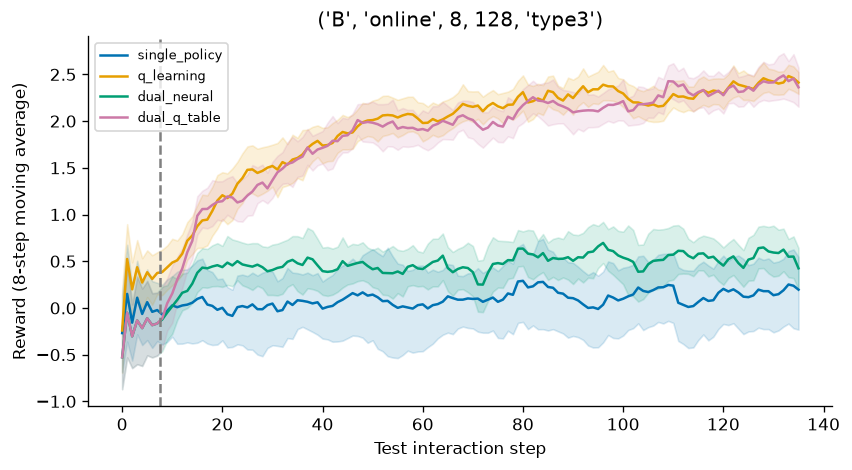 ('B', 'online', 8, 128, 'type3')
single_policy
q_learning
dual_neural
dual_q_table
Reward (8-step moving average)
2.5
2.0
1.5
1.0
0.5
0.0
−0.5
−1.0
0 20 40 60 80 100 120 140
Test interaction step